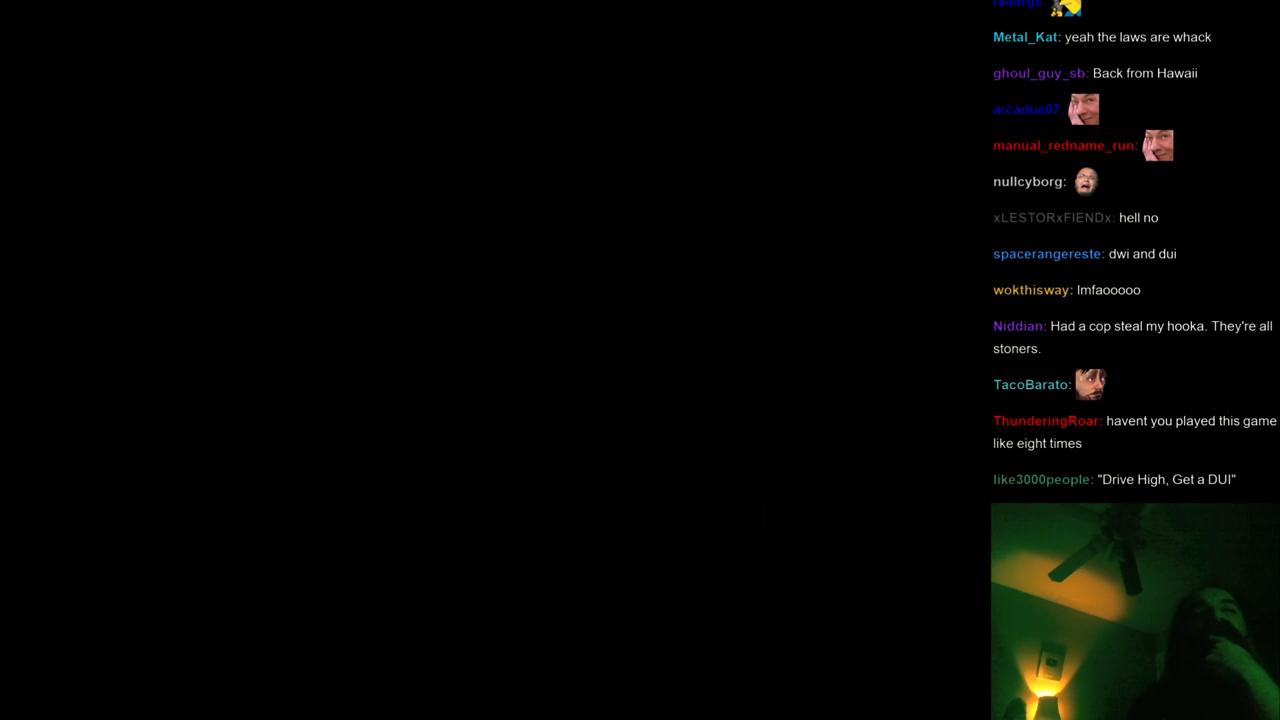 Metal_Kat: yeah the laws are whack
ghoul_guy_sb: Back from Hawaii
arcadus07:
manual_redname_run:
nullcyborg:
xLESTORxFIENDx: hell no
spacerangereste: dwi and dui
wokthisway: lmfaooooo
Niddian: Had a cop steal my hooka. They're all
stoners.
TacoBarato:
ThunderingRoar: havent you played this game
like eight times
like3000people: "Drive High, Get a DUI"